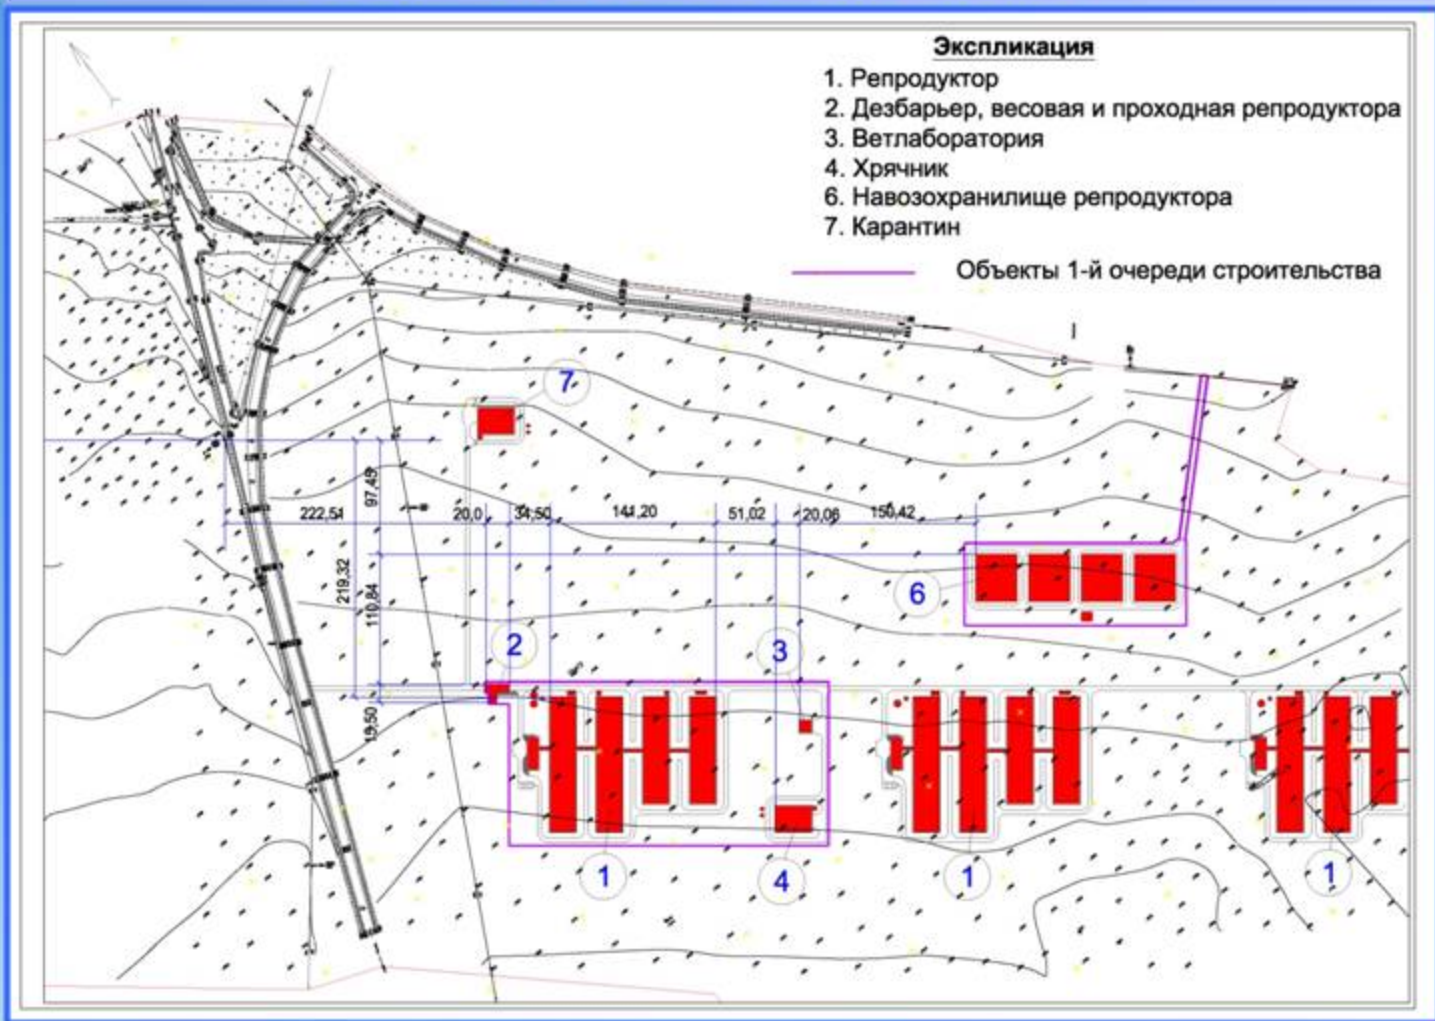 Экспликация
1. Репродуктор
2. Дезбарьер, весовая и проходная репродуктора
3. Ветлаборатория
4. Хрячник
6. Навозохранилище репродуктора
7. Карантин
Объекты 1-й очереди строительства
7
97,45
222,51 20,0 34,50 141,20 51,02 20,06 150,42
219,32
110,84
6
2
3
19,50
1
4
1
1